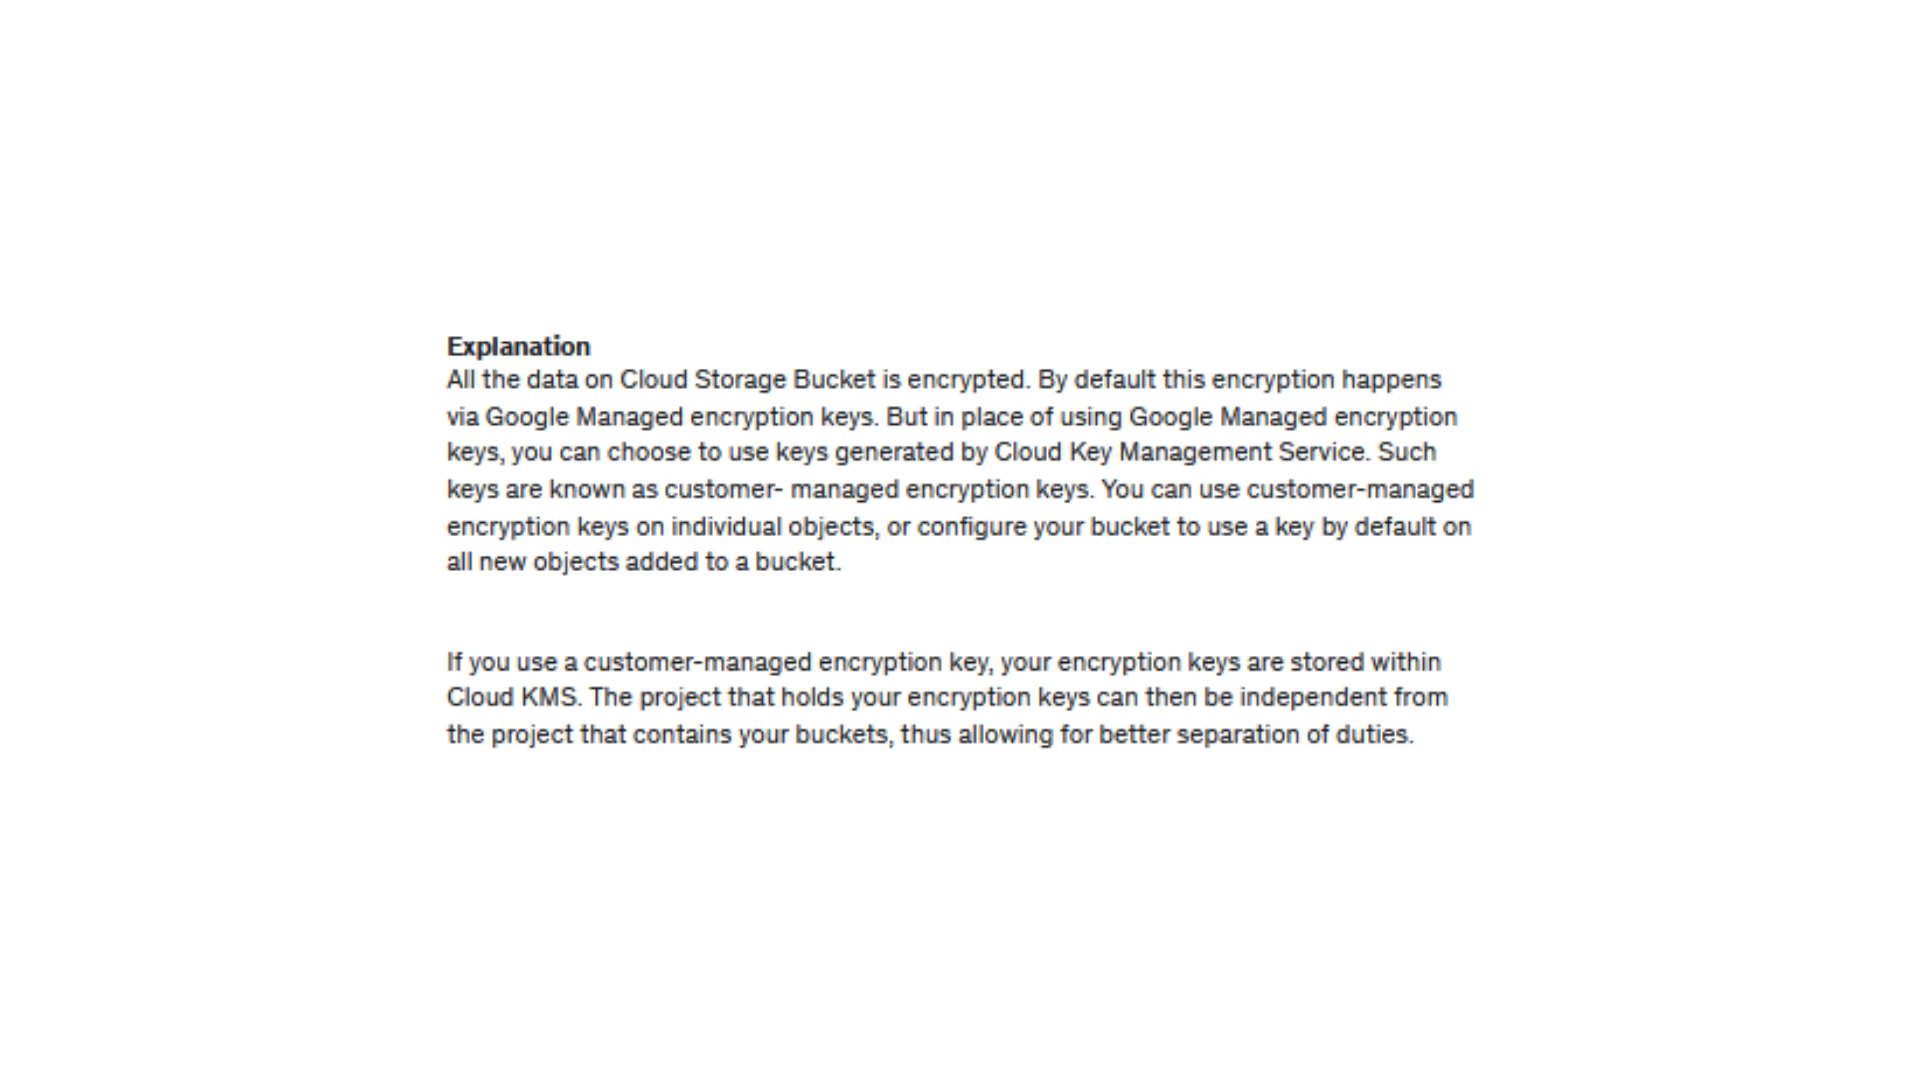 Explanation
All the data on Cloud Storage Bucket is encrypted. By default this encryption happens
via Google Managed encryption keys. But in place of using Google Managed encryption
keys, you can choose to use keys generated by Cloud Key Management Service. Such
keys are known as customer- managed encryption keys. You can use customer-managed
encryption keys on individual objects, or configure your bucket to use a key by default on
all new objects added to a bucket.
If you use a customer-managed encryption key, your encryption keys are stored within
Cloud KMS. The project that holds your encryption keys can then be independent from
the project that contains your buckets, thus allowing for better separation of duties.